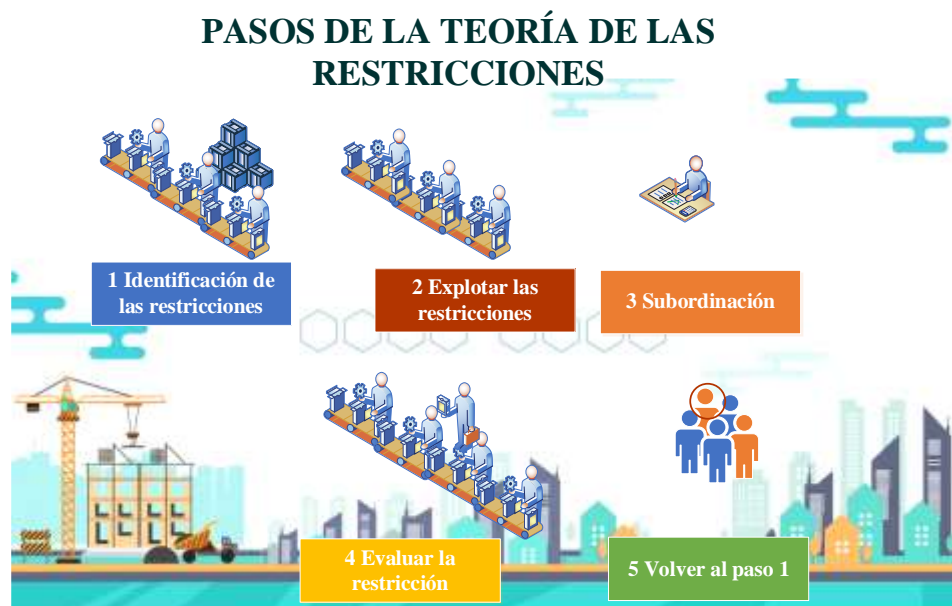 PASOS DE LA TEORÍA DE LAS
RESTRICCIONES
1 Identificación de
las restricciones
2 Explotar las
restricciones
3 Subordinación
4 Evaluar la
restricción
5 Volver al paso 1